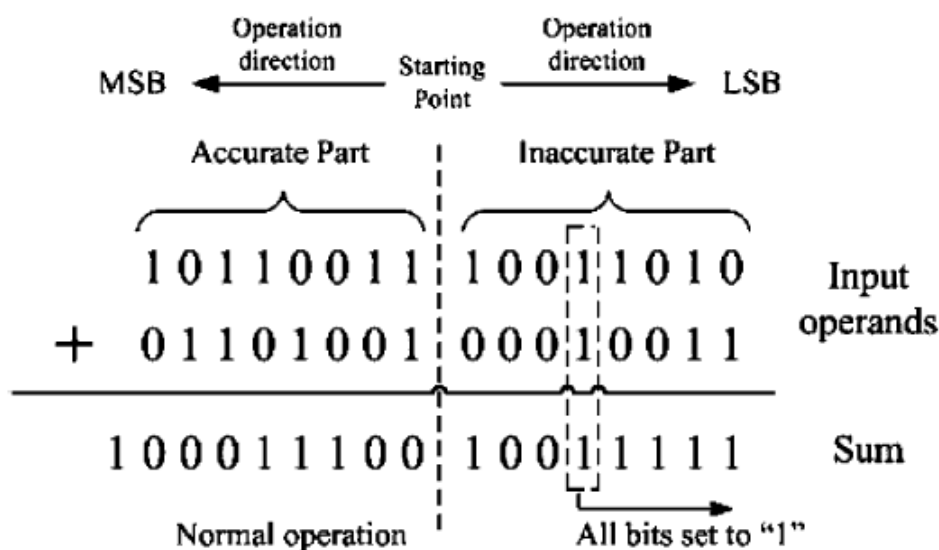 Operation direction Operation direction
MSB Starting Point LSB
Accurate Part Inaccurate Part
10110011 10011010 Input operands
+ 01101001 00010011
100011100 10011111 Sum
Normal operation All bits set to “1”